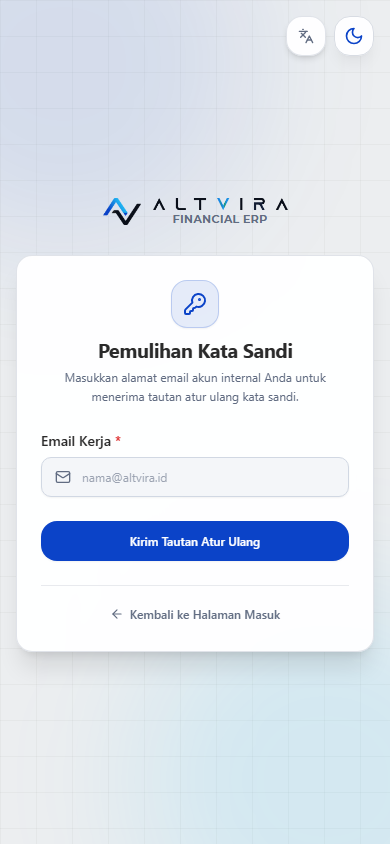 ALTVIRA
FINANCIAL ERP
Pemulihan Kata Sandi
Masukkan alamat email akun internal Anda untuk
menerima tautan atur ulang kata sandi.
Email Kerja *
nama@altvira.id
Kirim Tautan Atur Ulang
Kembali ke Halaman Masuk